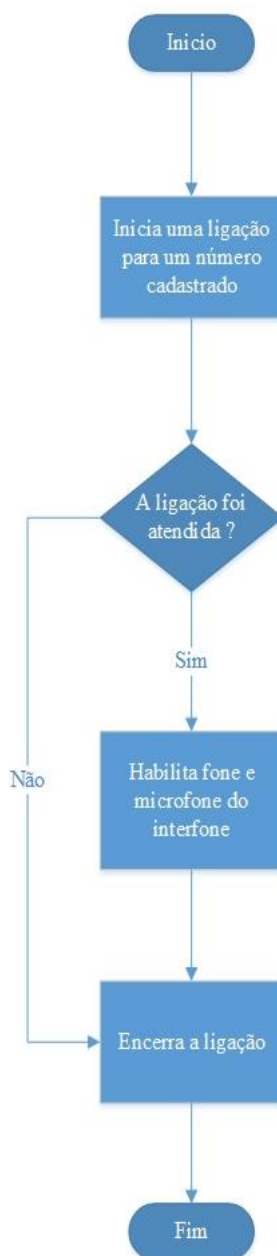 Inicio
Inicia uma ligação
para um número
cadastrado
A ligação foi
atendida ?
Sim
Não
Habilita fone e
microfone do
interfone
Encerra a ligação
Fim